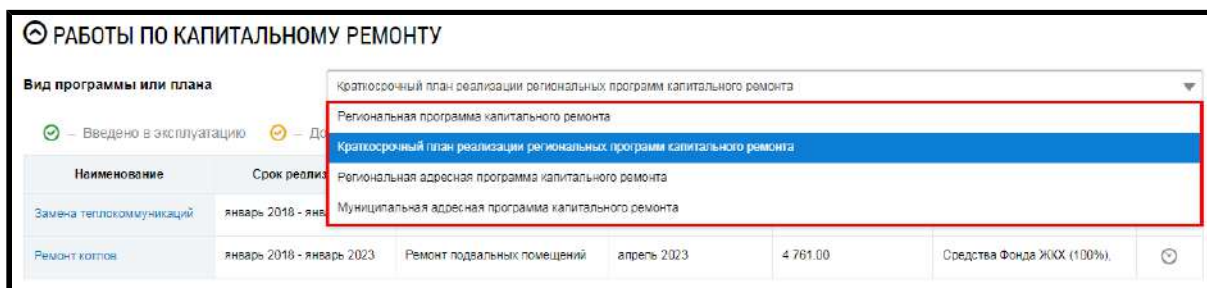 РАБОТЫ ПО КАПИТАЛЬНОМУ РЕМОНТУ
Вид программы или плана
Краткосрочный план реализации региональных программ капитального ремонта
Региональная программа капитального ремонта
– Введено в эксплуатацию – До
Краткосрочный план реализации региональных программ капитального ремонта
Наименование Срок реализ
Региональная адресная программа капитального ремонта
Замена теплокоммуникаций январь 2018 - янв
Муниципальная адресная программа капитального ремонта
Ремонт котлов январь 2018 - январь 2023 Ремонт подвальных помещений апрель 2023 4 761.00 Средства Фонда ЖКХ (100%),